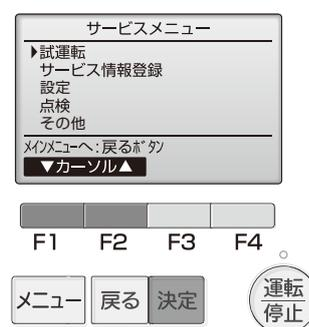 サービスメニュー
▶試運転
サービス情報登録
設定
点検
その他
メインメニューへ:戻るボタン
▼カーソル▲
F1 F2 F3 F4
メニュー 戻る 決定 運転
停止